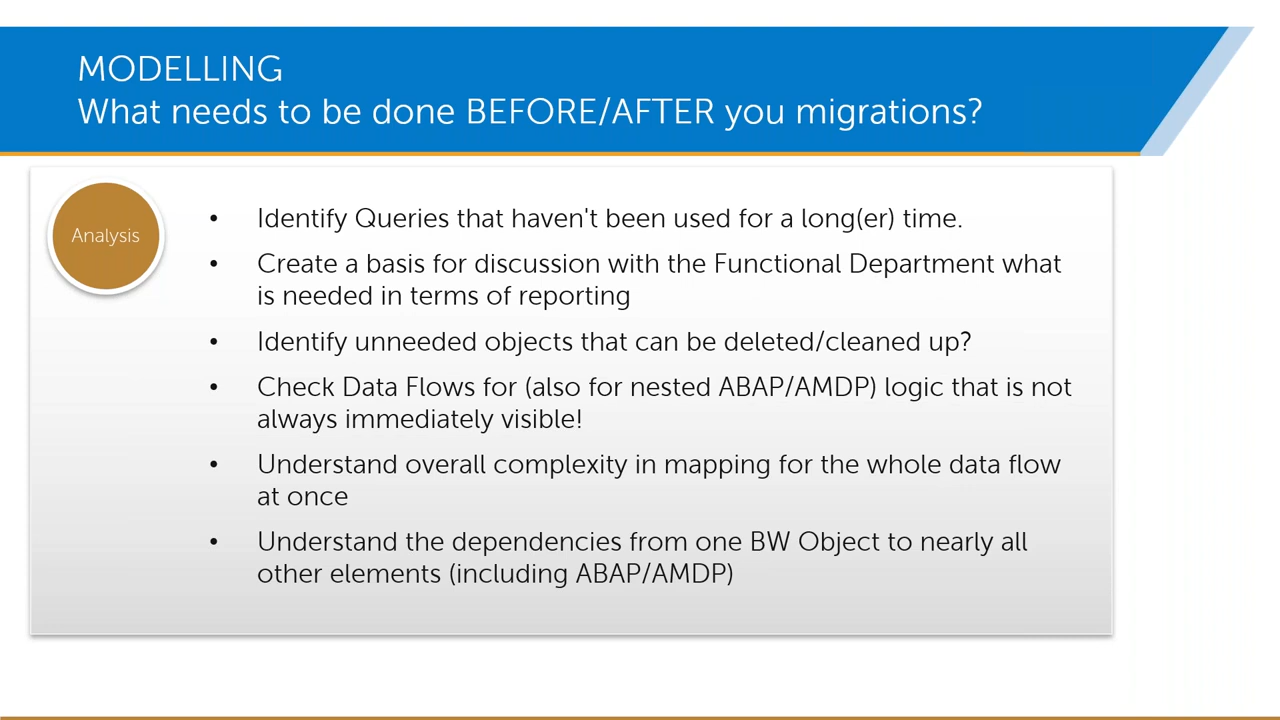 MODELLING
What needs to be done BEFORE/AFTER you migrations?
Analysis
• Identify Queries that haven't been used for a long(er) time.
• Create a basis for discussion with the Functional Department what
is needed in terms of reporting
• Identify unneeded objects that can be deleted/cleaned up?
• Check Data Flows for (also for nested ABAP/AMDP) logic that is not
always immediately visible!
• Understand overall complexity in mapping for the whole data flow
at once
• Understand the dependencies from one BW Object to nearly all
other elements (including ABAP/AMDP)